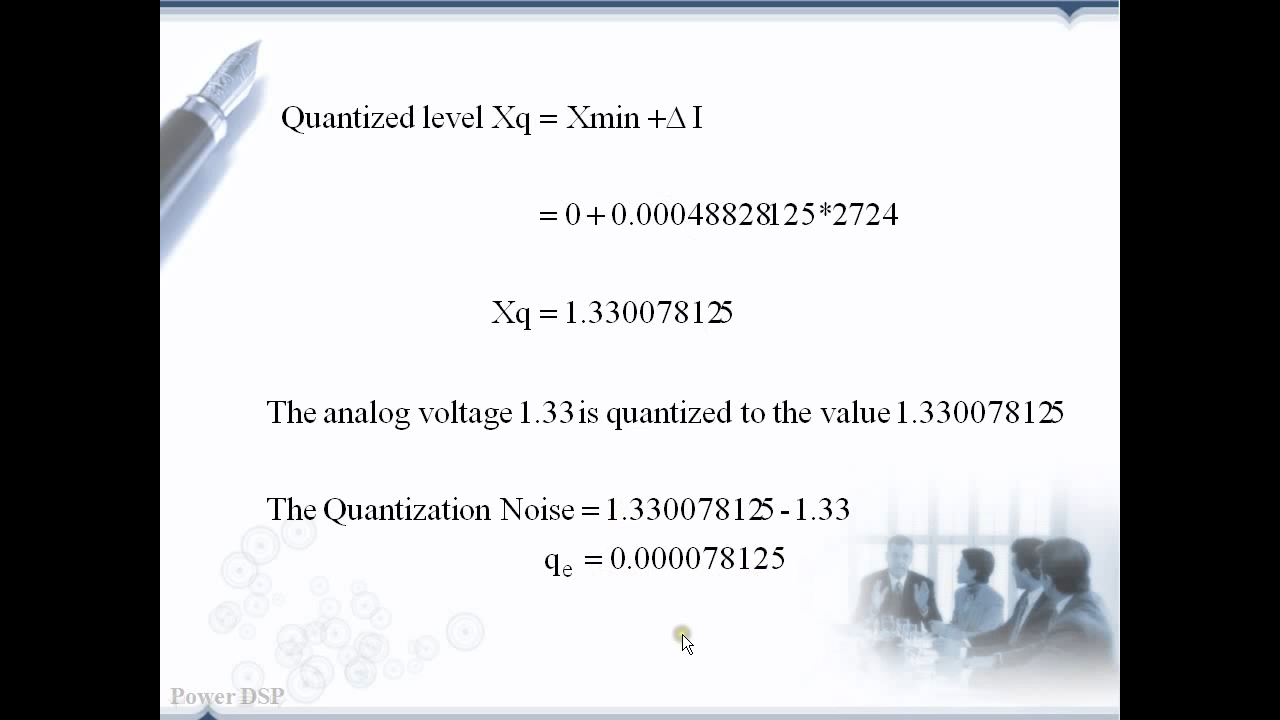 Quantized level Xq = Xmin +Δ I
= 0 + 0.00048828125*2724
Xq = 1.330078125
The analog voltage 1.33 is quantized to the value 1.330078125
The Quantization Noise = 1.330078125 - 1.33
qₑ = 0.000078125
Power DSP